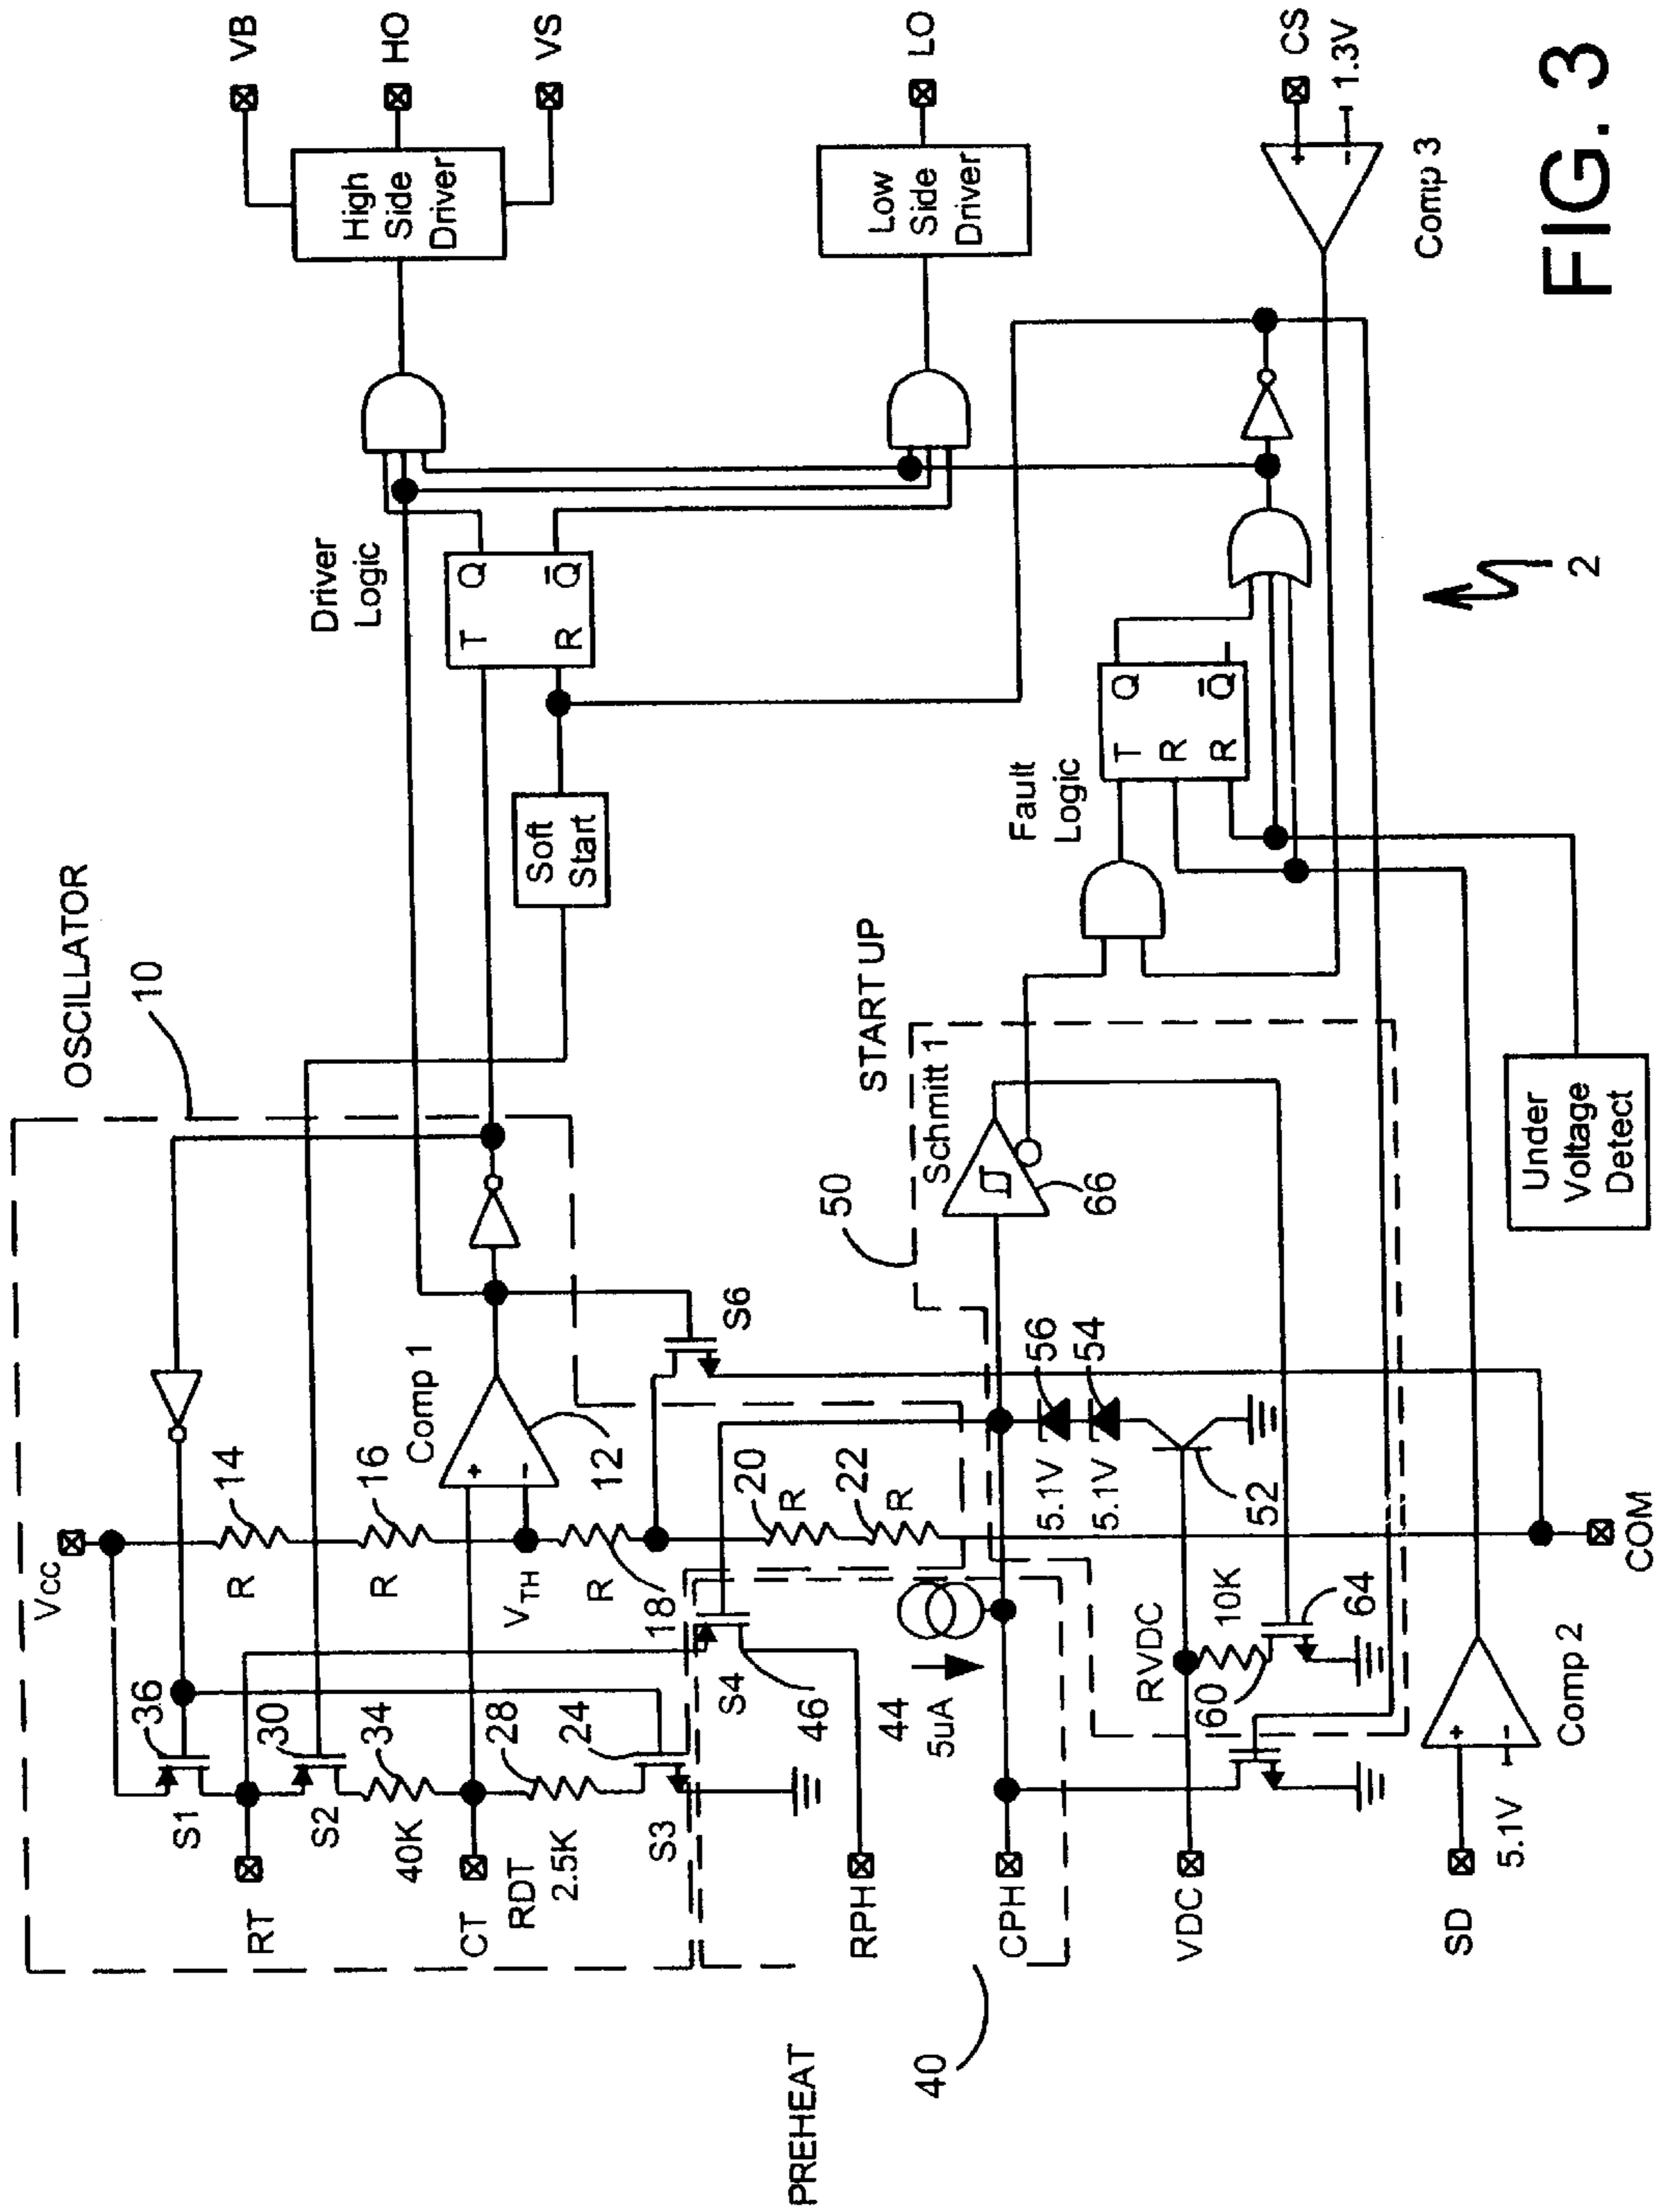 OSCILLATOR
10
Vcc
36
S1
RT
30
S2
34
40K
CT
RDT
2.5K
28
24
S3
R
14
R
16
VTH
R
18
Comp 1
+
-
12
20
R
22
R
S6
Soft
Start
Driver
Logic
T
Q
R
Q̄
High
Side
Driver
VB
HO
VS
Low
Side
Driver
LO
PREHEAT
40
S4
46
RPH
44
5uA
CPH
START UP
50
Schmitt 1
66
56
5.1V
54
5.1V
52
RVDC
10K
60
64
VDC
Fault
Logic
T
Q
R
R
Q̄
Under
Voltage
Detect
SD
5.1V
+
-
Comp 2
COM
CS
1.3V
+
-
Comp 3
2
FIG. 3